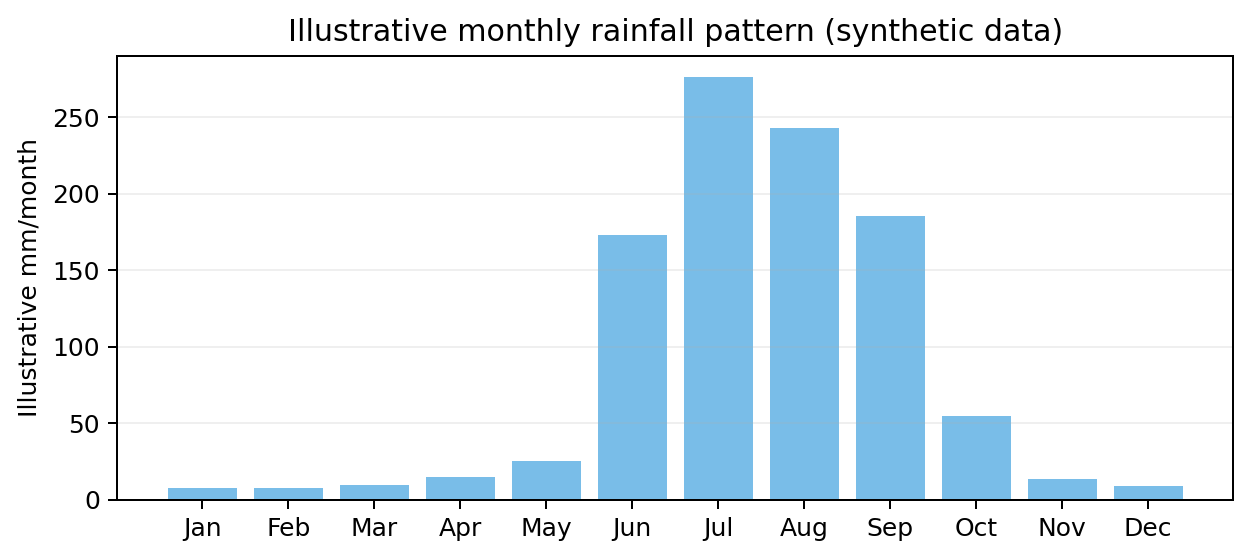 Illustrative monthly rainfall pattern (synthetic data)
Illustrative mm/month
250
200
150
100
50
0
Jan Feb Mar Apr May Jun Jul Aug Sep Oct Nov Dec